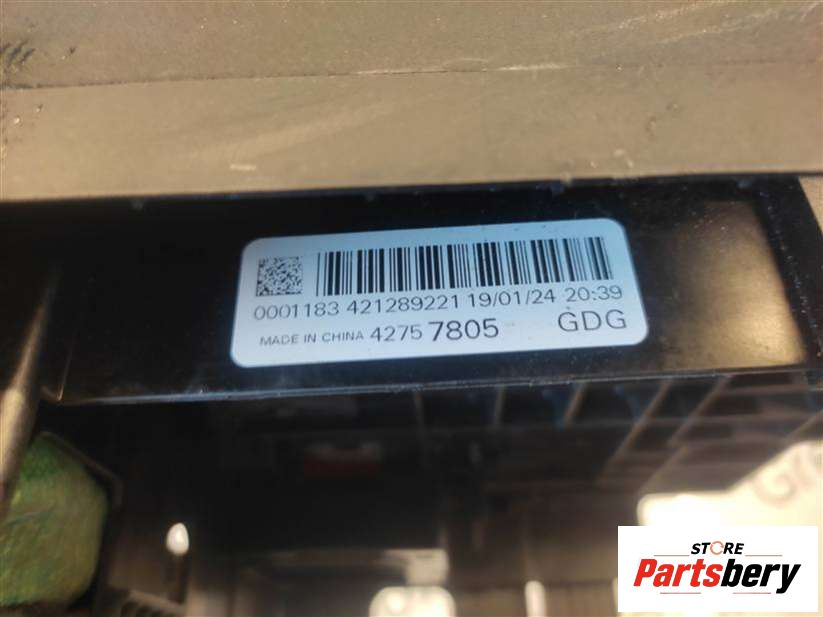 0001183 421289221 19/01/24 20:39
MADE IN CHINA 4275 7805 GDG
STORE
Partsbery